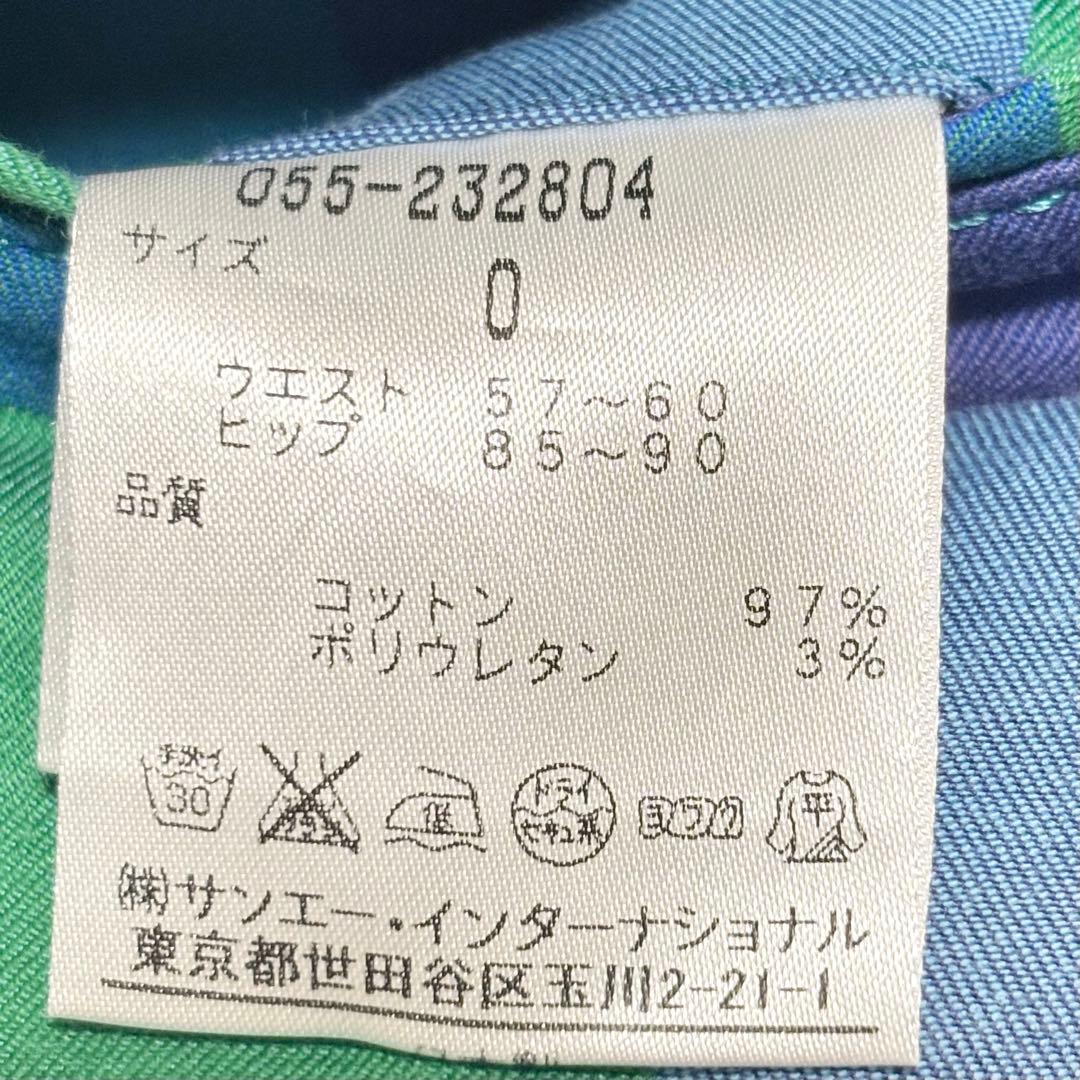 055-232804
サイズ
0
ウエスト 57~60
ヒップ 85~90
品質
コットン 97%
ポリウレタン 3%
手洗イ 30 低 ドライ セキユ系 ヨワク 平
(株)サンエー・インターナショナル
東京都世田谷区玉川2-21-1